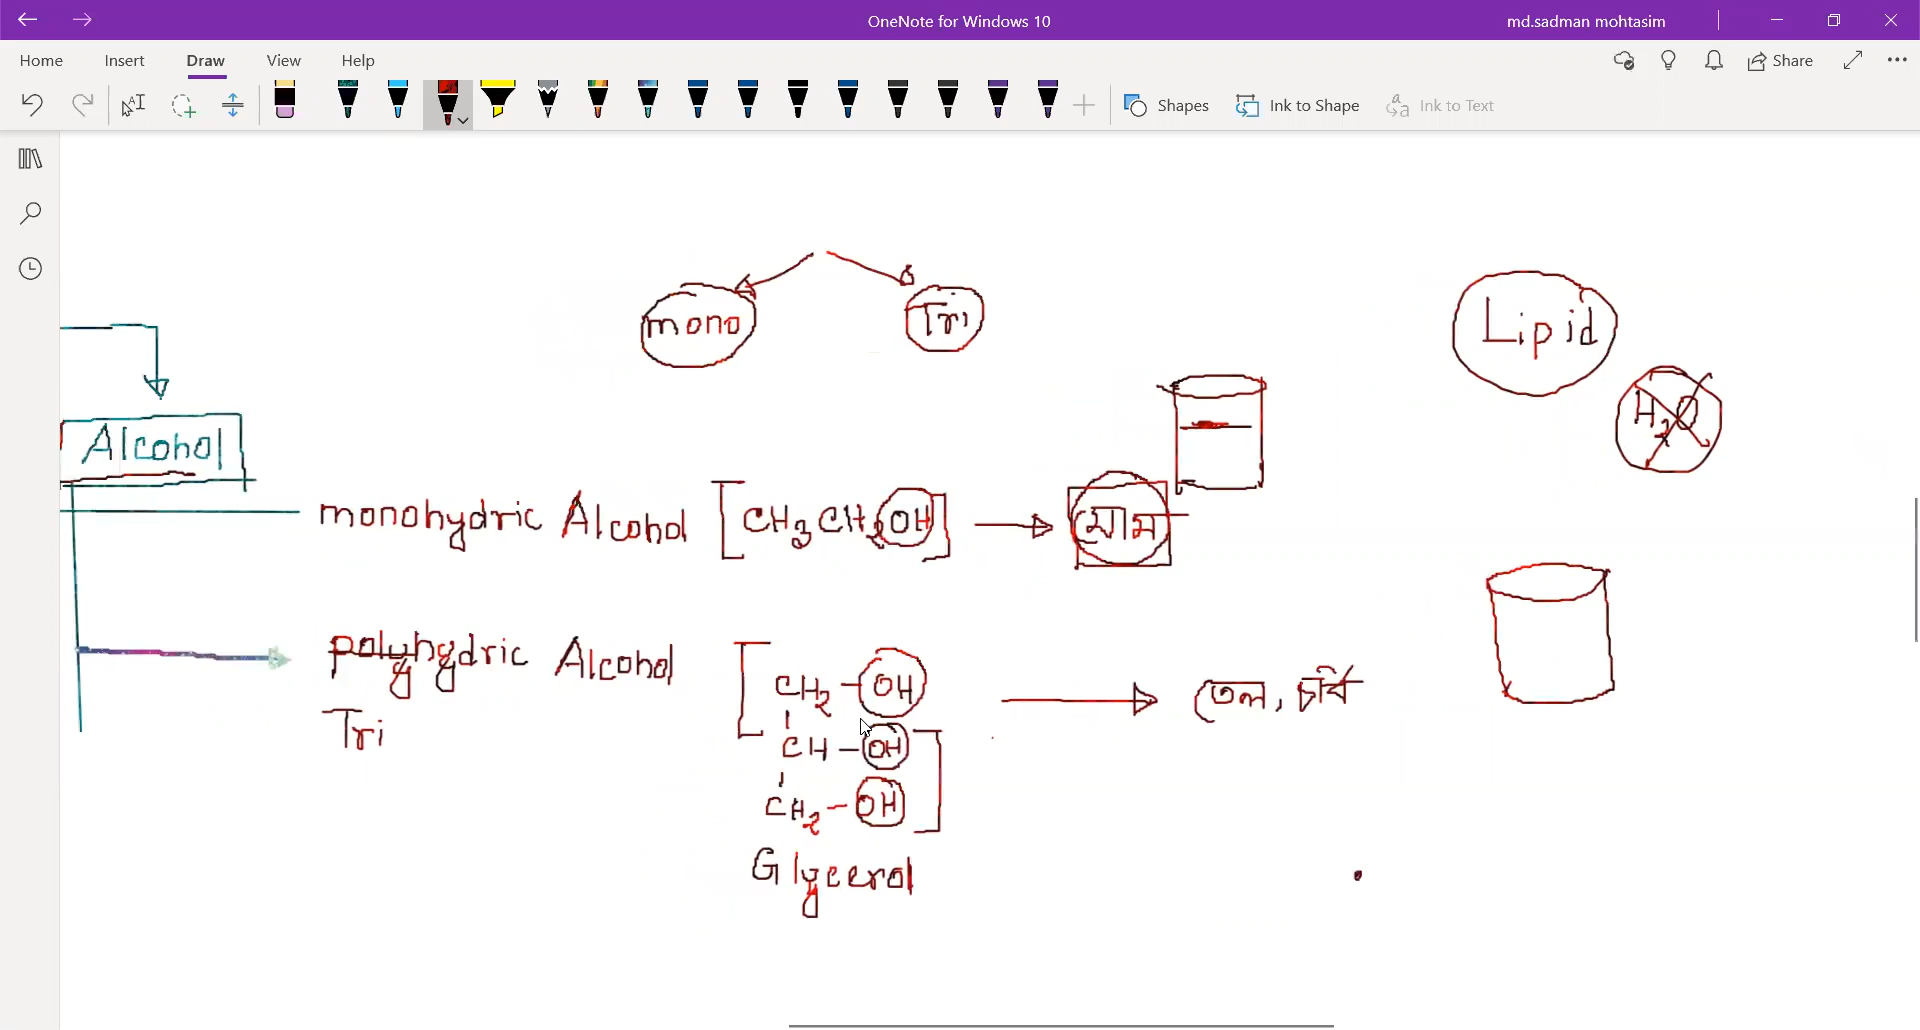 OneNote for Windows 10
md.sadman mohtasim
Home Insert Draw View Help
Share
Shapes Ink to Shape Ink to Text
mono Tri
Lipid
H2O
Alcohol
monohydric Alcohol [CH3CH2OH] → মোম
polyhydric Alcohol
Tri
CH2-OH → তেল, চর্বি
CH-OH
CH2-OH
Glycerol